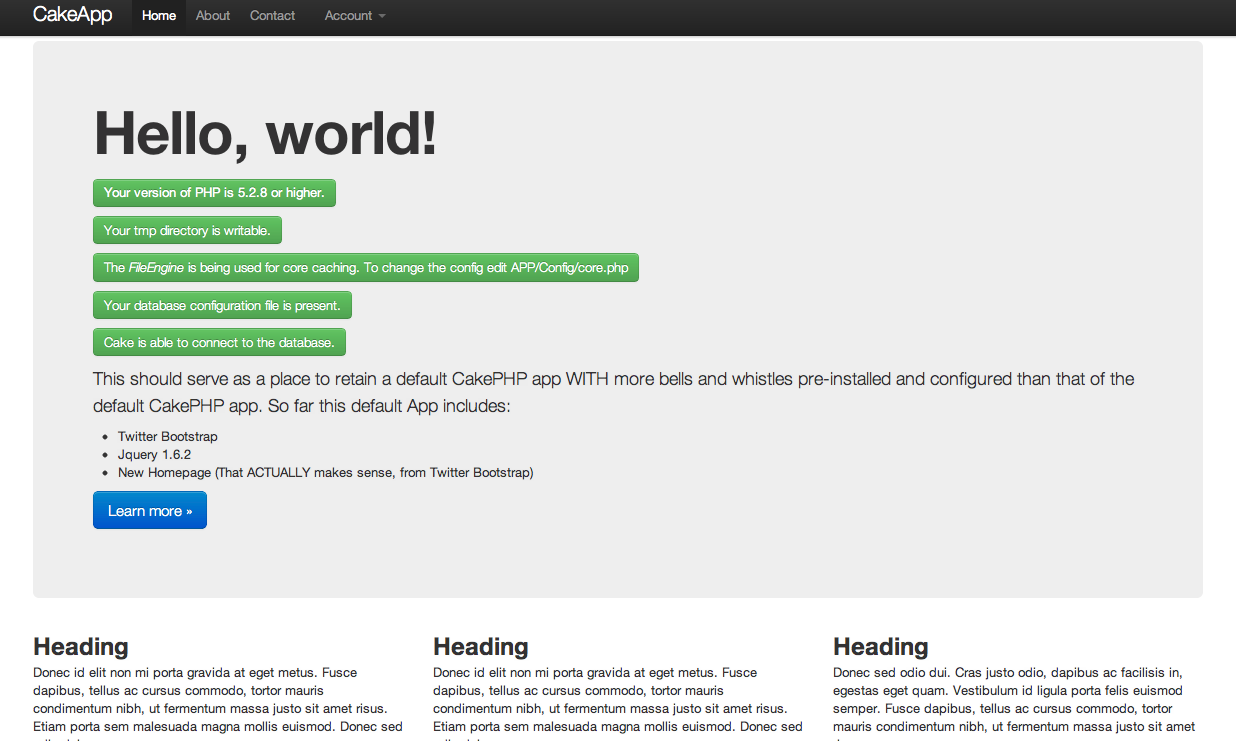 CakeApp Home About Contact Account
Hello, world!
Your version of PHP is 5.2.8 or higher.
Your tmp directory is writable.
The FileEngine is being used for core caching. To change the config edit APP/Config/core.php
Your database configuration file is present.
Cake is able to connect to the database.
This should serve as a place to retain a default CakePHP app WITH more bells and whistles pre-installed and configured than that of the
default CakePHP app. So far this default App includes:
• Twitter Bootstrap
• Jquery 1.6.2
• New Homepage (That ACTUALLY makes sense, from Twitter Bootstrap)
Learn more »
Heading
Donec id elit non mi porta gravida at eget metus. Fusce
dapibus, tellus ac cursus commodo, tortor mauris
condimentum nibh, ut fermentum massa justo sit amet risus.
Etiam porta sem malesuada magna mollis euismod. Donec sed
Heading
Donec id elit non mi porta gravida at eget metus. Fusce
dapibus, tellus ac cursus commodo, tortor mauris
condimentum nibh, ut fermentum massa justo sit amet risus.
Etiam porta sem malesuada magna mollis euismod. Donec sed
Heading
Donec sed odio dui. Cras justo odio, dapibus ac facilisis in,
egestas eget quam. Vestibulum id ligula porta felis euismod
semper. Fusce dapibus, tellus ac cursus commodo, tortor
mauris condimentum nibh, ut fermentum massa justo sit amet